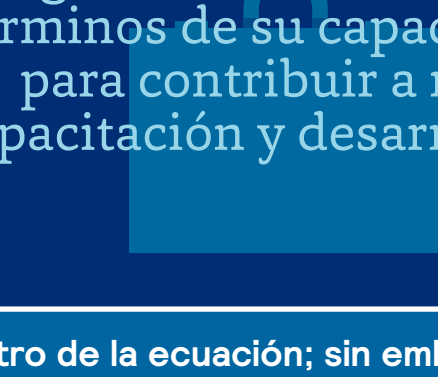 rminos de su capac
para contribuir a
pacitación y desarr
tro de la ecuación; sin emb